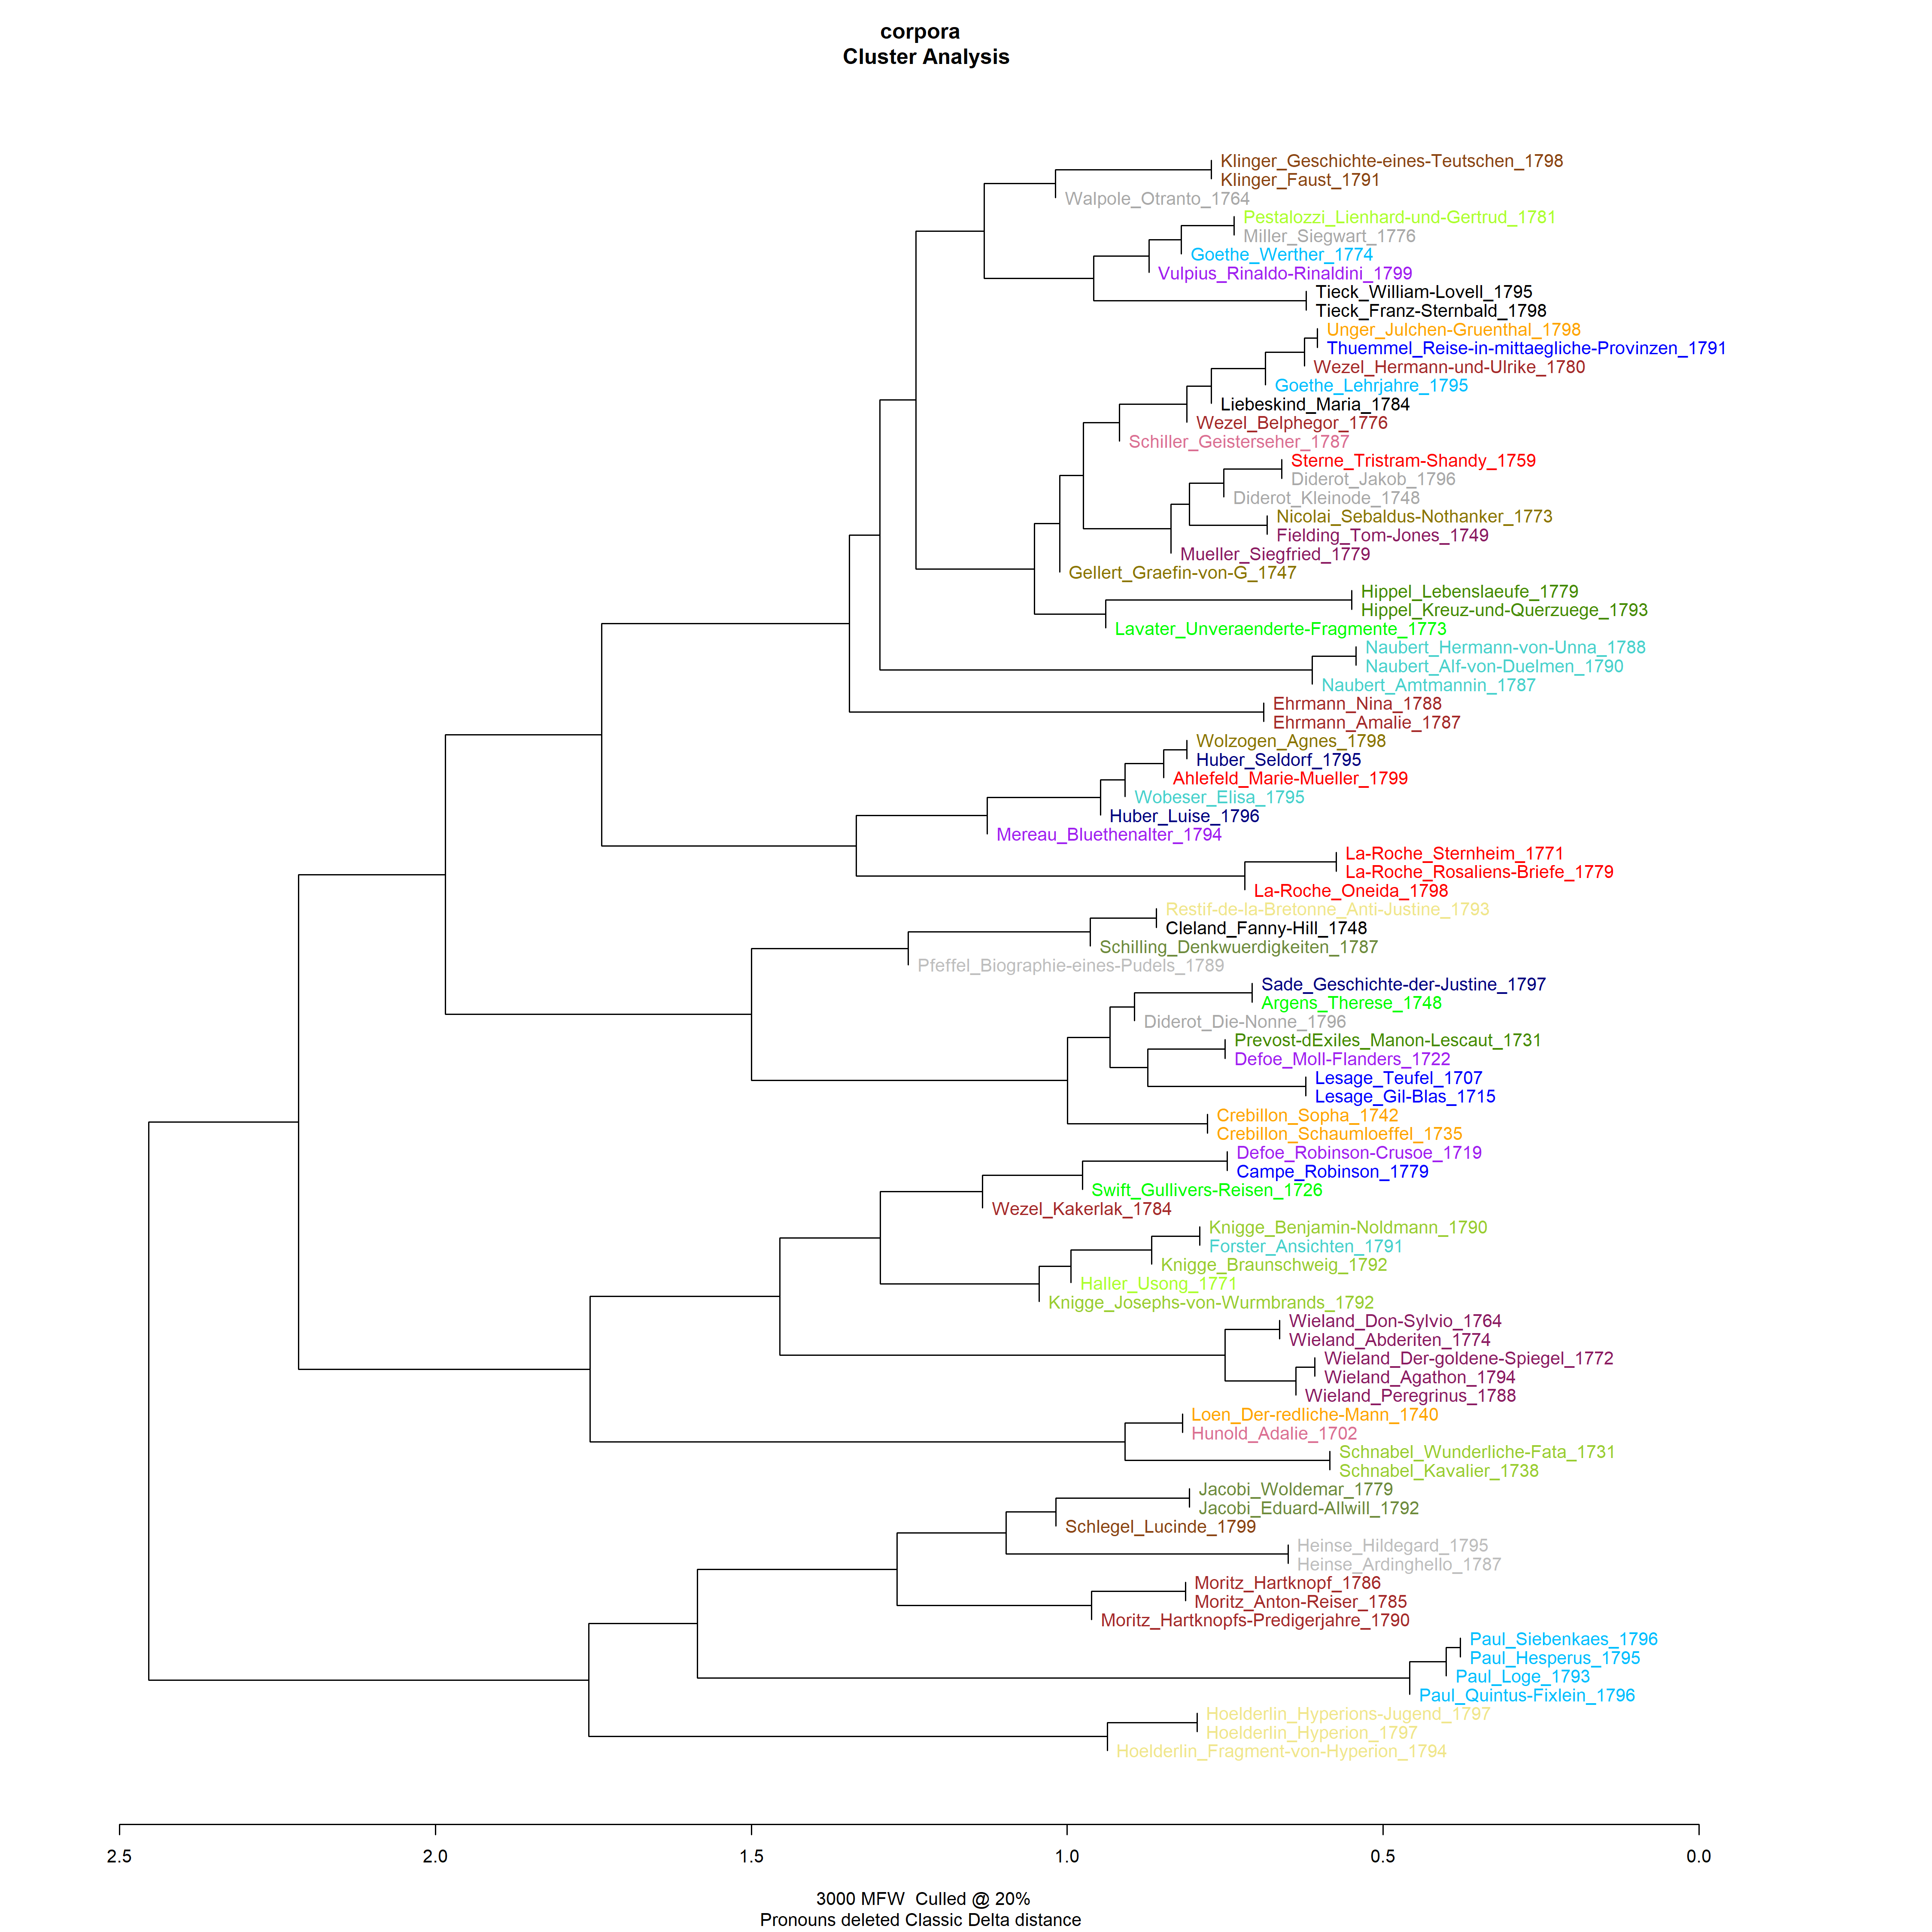 corpora
Cluster Analysis
Klinger_Geschichte-eines-Teutschen_1798
Klinger_Faust_1791
Walpole_Otranto_1764
Pestalozzi_Lienhard-und-Gertrud_1781
Miller_Siegwart_1776
Goethe_Werther_1774
Vulpius_Rinaldo-Rinaldini_1799
Tieck_William-Lovell_1795
Tieck_Franz-Sternbald_1798
Unger_Julchen-Gruenthal_1798
Thuemmel_Reise-in-mittaegliche-Provinzen_1791
Wezel_Hermann-und-Ulrike_1780
Goethe_Lehrjahre_1795
Liebeskind_Maria_1784
Wezel_Belphegor_1776
Schiller_Geisterseher_1787
Sterne_Tristram-Shandy_1759
Diderot_Jakob_1796
Diderot_Kleinode_1748
Nicolai_Sebaldus-Nothanker_1773
Fielding_Tom-Jones_1749
Mueller_Siegfried_1779
Gellert_Graefin-von-G_1747
Hippel_Lebenslaeufe_1779
Hippel_Kreuz-und-Querzuege_1793
Lavater_Unveraenderte-Fragmente_1773
Naubert_Hermann-von-Unna_1788
Naubert_Alf-von-Duelmen_1790
Naubert_Amtmannin_1787
Ehrmann_Nina_1788
Ehrmann_Amalie_1787
Wolzogen_Agnes_1798
Huber_Seldorf_1795
Ahlefeld_Marie-Mueller_1799
Wobeser_Elisa_1795
Huber_Luise_1796
Mereau_Bluethenalter_1794
La-Roche_Sternheim_1771
La-Roche_Rosaliens-Briefe_1779
La-Roche_Oneida_1798
Restif-de-la-Bretonne_Anti-Justine_1793
Cleland_Fanny-Hill_1748
Schilling_Denkwuerdigkeiten_1787
Pfeffel_Biographie-eines-Pudels_1789
Sade_Geschichte-der-Justine_1797
Argens_Therese_1748
Diderot_Die-Nonne_1796
Prevost-dExiles_Manon-Lescaut_1731
Defoe_Moll-Flanders_1722
Lesage_Teufel_1707
Lesage_Gil-Blas_1715
Crebillon_Sopha_1742
Crebillon_Schaumloeffel_1735
Defoe_Robinson-Crusoe_1719
Campe_Robinson_1779
Swift_Gullivers-Reisen_1726
Wezel_Kakerlak_1784
Knigge_Benjamin-Noldmann_1790
Forster_Ansichten_1791
Knigge_Braunschweig_1792
Haller_Usong_1771
Knigge_Josephs-von-Wurmbrands_1792
Wieland_Don-Sylvio_1764
Wieland_Abderiten_1774
Wieland_Der-goldene-Spiegel_1772
Wieland_Agathon_1794
Wieland_Peregrinus_1788
Loen_Der-redliche-Mann_1740
Hunold_Adalie_1702
Schnabel_Wunderliche-Fata_1731
Schnabel_Kavalier_1738
Jacobi_Woldemar_1779
Jacobi_Eduard-Allwill_1792
Schlegel_Lucinde_1799
Heinse_Hildegard_1795
Heinse_Ardinghello_1787
Moritz_Hartknopf_1786
Moritz_Anton-Reiser_1785
Moritz_Hartknopfs-Predigerjahre_1790
Paul_Siebenkaes_1796
Paul_Hesperus_1795
Paul_Loge_1793
Paul_Quintus-Fixlein_1796
Hoelderlin_Hyperions-Jugend_1797
Hoelderlin_Hyperion_1797
Hoelderlin_Fragment-von-Hyperion_1794
2.5 2.0 1.5 1.0 0.5 0.0
3000 MFW Culled @ 20%
Pronouns deleted Classic Delta distance